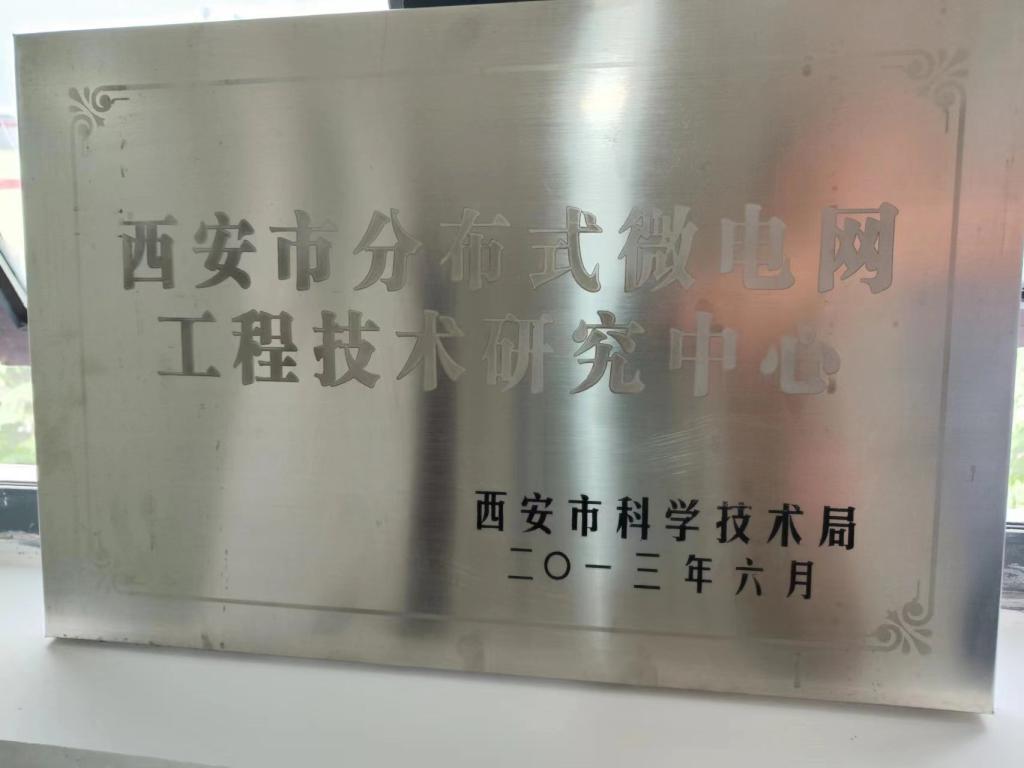 西安市分布式微电网
工程技术研究中心
西安市科学技术局
二〇一三年六月